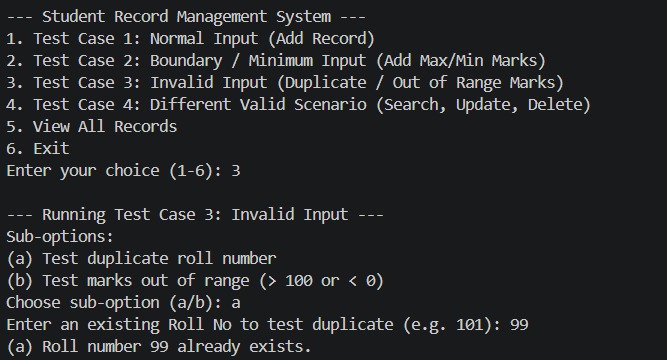 --- Student Record Management System ---
1. Test Case 1: Normal Input (Add Record)
2. Test Case 2: Boundary / Minimum Input (Add Max/Min Marks)
3. Test Case 3: Invalid Input (Duplicate / Out of Range Marks)
4. Test Case 4: Different Valid Scenario (Search, Update, Delete)
5. View All Records
6. Exit
Enter your choice (1-6): 3

--- Running Test Case 3: Invalid Input ---
Sub-options:
(a) Test duplicate roll number
(b) Test marks out of range (> 100 or < 0)
Choose sub-option (a/b): a
Enter an existing Roll No to test duplicate (e.g. 101): 99
(a) Roll number 99 already exists.